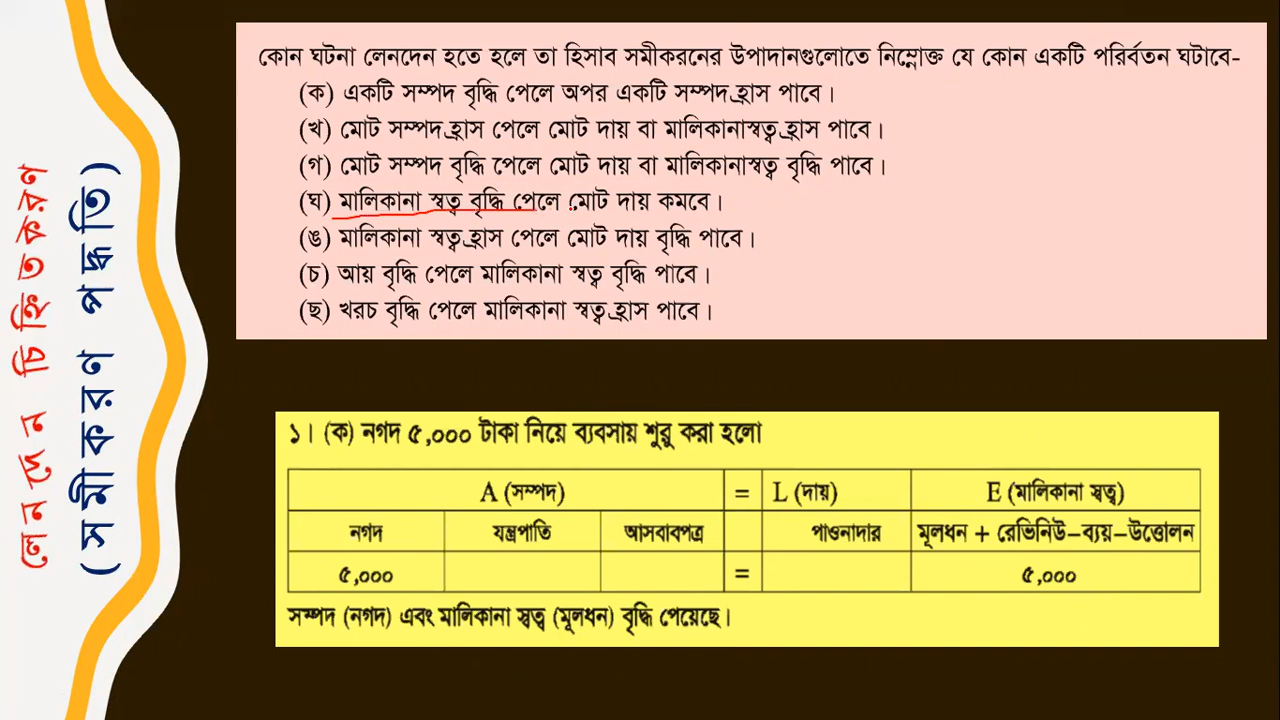 লেনদেন চিহ্নিতকরণ
(সমীকরণ পদ্ধতি)
কোন ঘটনা লেনদেন হতে হলে তা হিসাব সমীকরনের উপাদানগুলোতে নিম্নোক্ত যে কোন একটি পরির্বতন ঘটাবে-
(ক) একটি সম্পদ বৃদ্ধি পেলে অপর একটি সম্পদ হ্রাস পাবে।
(খ) মোট সম্পদ হ্রাস পেলে মোট দায় বা মালিকানাস্বত্ব হ্রাস পাবে।
(গ) মোট সম্পদ বৃদ্ধি পেলে মোট দায় বা মালিকানাস্বত্ব বৃদ্ধি পাবে।
(ঘ) মালিকানা স্বত্ব বৃদ্ধি পেলে মোট দায় কমবে।
(ঙ) মালিকানা স্বত্ব হ্রাস পেলে মোট দায় বৃদ্ধি পাবে।
(চ) আয় বৃদ্ধি পেলে মালিকানা স্বত্ব বৃদ্ধি পাবে।
(ছ) খরচ বৃদ্ধি পেলে মালিকানা স্বত্ব হ্রাস পাবে।
১। (ক) নগদ ৫,০০০ টাকা নিয়ে ব্যবসায় শুরু করা হলো
A (সম্পদ) = L (দায়) E (মালিকানা স্বত্ব)
নগদ যন্ত্রপাতি আসবাবপত্র পাওনাদার মূলধন + রেভিনিউ–ব্যয়–উত্তোলন
৫,০০০ = ৫,০০০
সম্পদ (নগদ) এবং মালিকানা স্বত্ব (মূলধন) বৃদ্ধি পেয়েছে।